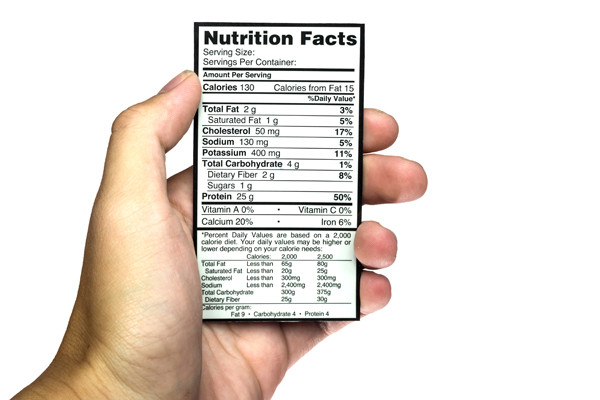 Nutrition Facts
Serving Size:
Servings Per Container:
Amount Per Serving
Calories 130 Calories from Fat 15
%Daily Value*
Total Fat 2 g 3%
Saturated Fat 1 g 5%
Cholesterol 50 mg 17%
Sodium 130 mg 5%
Potassium 400 mg 11%
Total Carbohydrate 4 g 1%
Dietary Fiber 2 g 8%
Sugars 1 g
Protein 25 g 50%
Vitamin A 0% • Vitamin C 0%
Calcium 20% • Iron 6%
*Percent Daily Values are based on a 2,000
calorie diet. Your daily values may be higher or
lower depending on your calorie needs:
Calories: 2,000 2,500
Total Fat Less than 65g 80g
Saturated Fat Less than 20g 25g
Cholesterol Less than 300mg 300mg
Sodium Less than 2,400mg 2,400mg
Total Carbohydrate 300g 375g
Dietary Fiber 25g 30g
Calories per gram:
Fat 9 • Carbohydrate 4 • Protein 4